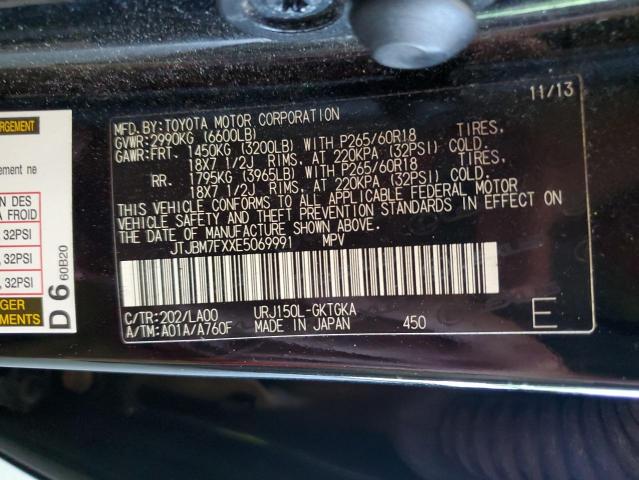 11/13
MFD.BY:TOYOTA MOTOR CORPORATION
GVWR:2990KG (6600LB)
GAWR:FRT. 1450KG (3200LB) WITH P265/60R18 TIRES,
18X7 1/2J RIMS, AT 220KPA (32PSI) COLD.
RR. 1795KG (3965LB) WITH P265/60R18 TIRES,
18X7 1/2J RIMS, AT 220KPA (32PSI) COLD.
THIS VEHICLE CONFORMS TO ALL APPLICABLE FEDERAL MOTOR
VEHICLE SAFETY AND THEFT PREVENTION STANDARDS IN EFFECT ON
THE DATE OF MANUFACTURE SHOWN ABOVE.
JTJBM7FXXE5069991 MPV
C/TR:202/LA00 URJ150L-GKTGKA
A/TM:A01A/A760F MADE IN JAPAN 450 E
ment ne
DES
A FROID
32PSI
32PSI
32PSI
D 6 60B20